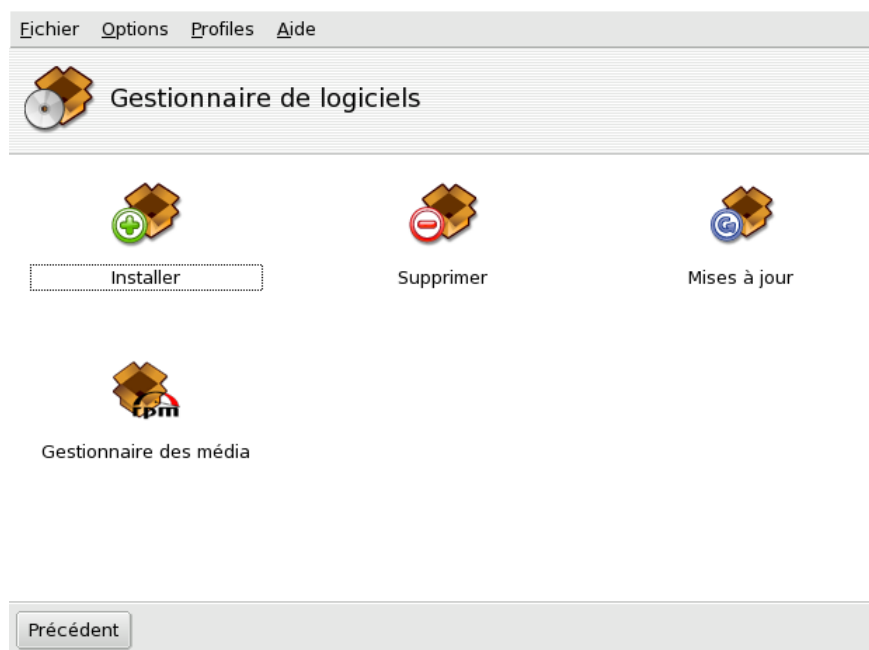 Fichier Options Profiles Aide
Gestionnaire de logiciels
Installer Supprimer Mises à jour
rpm
Gestionnaire des média
Précédent